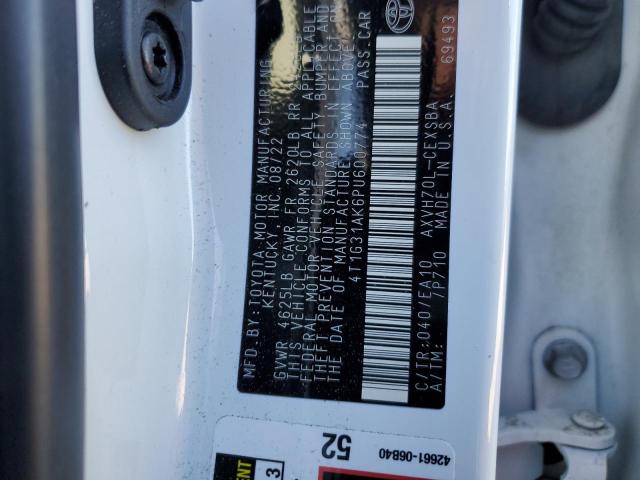 MFD. BY: TOYOTA MOTOR MANUFACTURING
KENTUCKY, INC. 08/22
GVWR 4625LB GAWR FR 2620LB RR
THIS VEHICLE CONFORMS TO ALL APPLICABLE
FEDERAL MOTOR VEHICLE SAFETY BUMPER AND
THEFT PREVENTION STANDARDS IN EFFECT ON
THE DATE OF MANUFACTURE SHOWN ABOVE.
4T1G31AK6PU600774 PASS.CAR
C/TR: 040/EA10 AXVH70L-CEXSBA
A/TM: 7P710 MADE IN U.S.A. 69493
52
42661-06B40
3